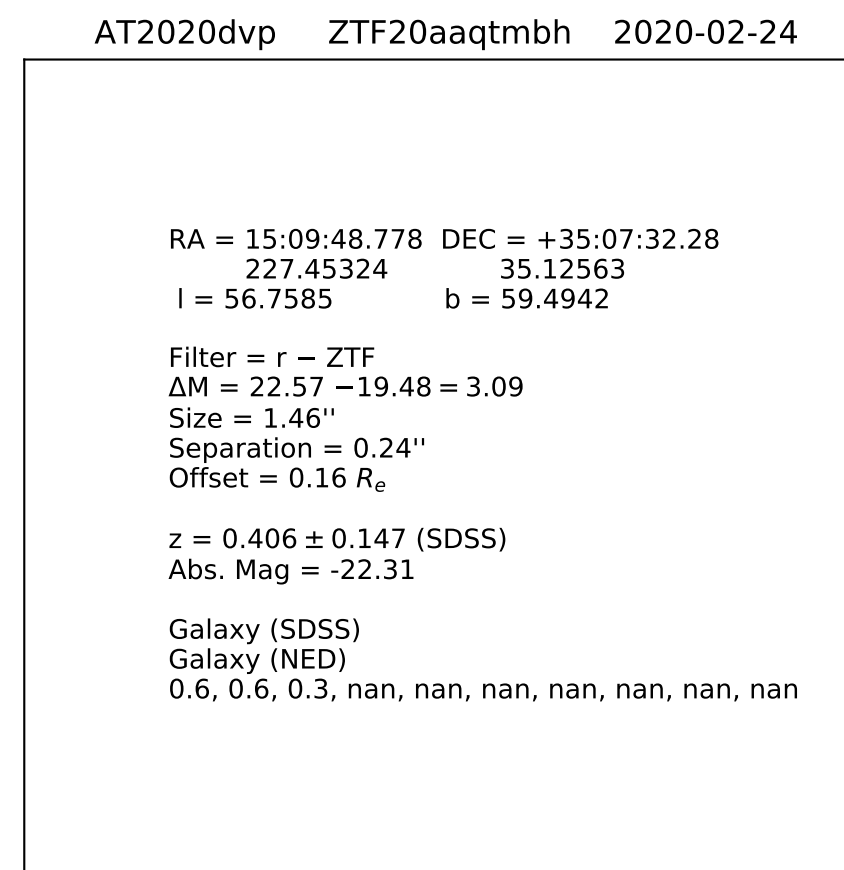 AT2020dvp ZTF20aaqtmbh 2020-02-24
RA = 15:09:48.778 DEC = +35:07:32.28
227.45324 35.12563
l = 56.7585 b = 59.4942
Filter = r − ZTF
ΔM = 22.57 −19.48 = 3.09
Size = 1.46''
Separation = 0.24''
Offset = 0.16 Rₑ
z = 0.406 ± 0.147 (SDSS)
Abs. Mag = -22.31
Galaxy (SDSS)
Galaxy (NED)
0.6, 0.6, 0.3, nan, nan, nan, nan, nan, nan, nan